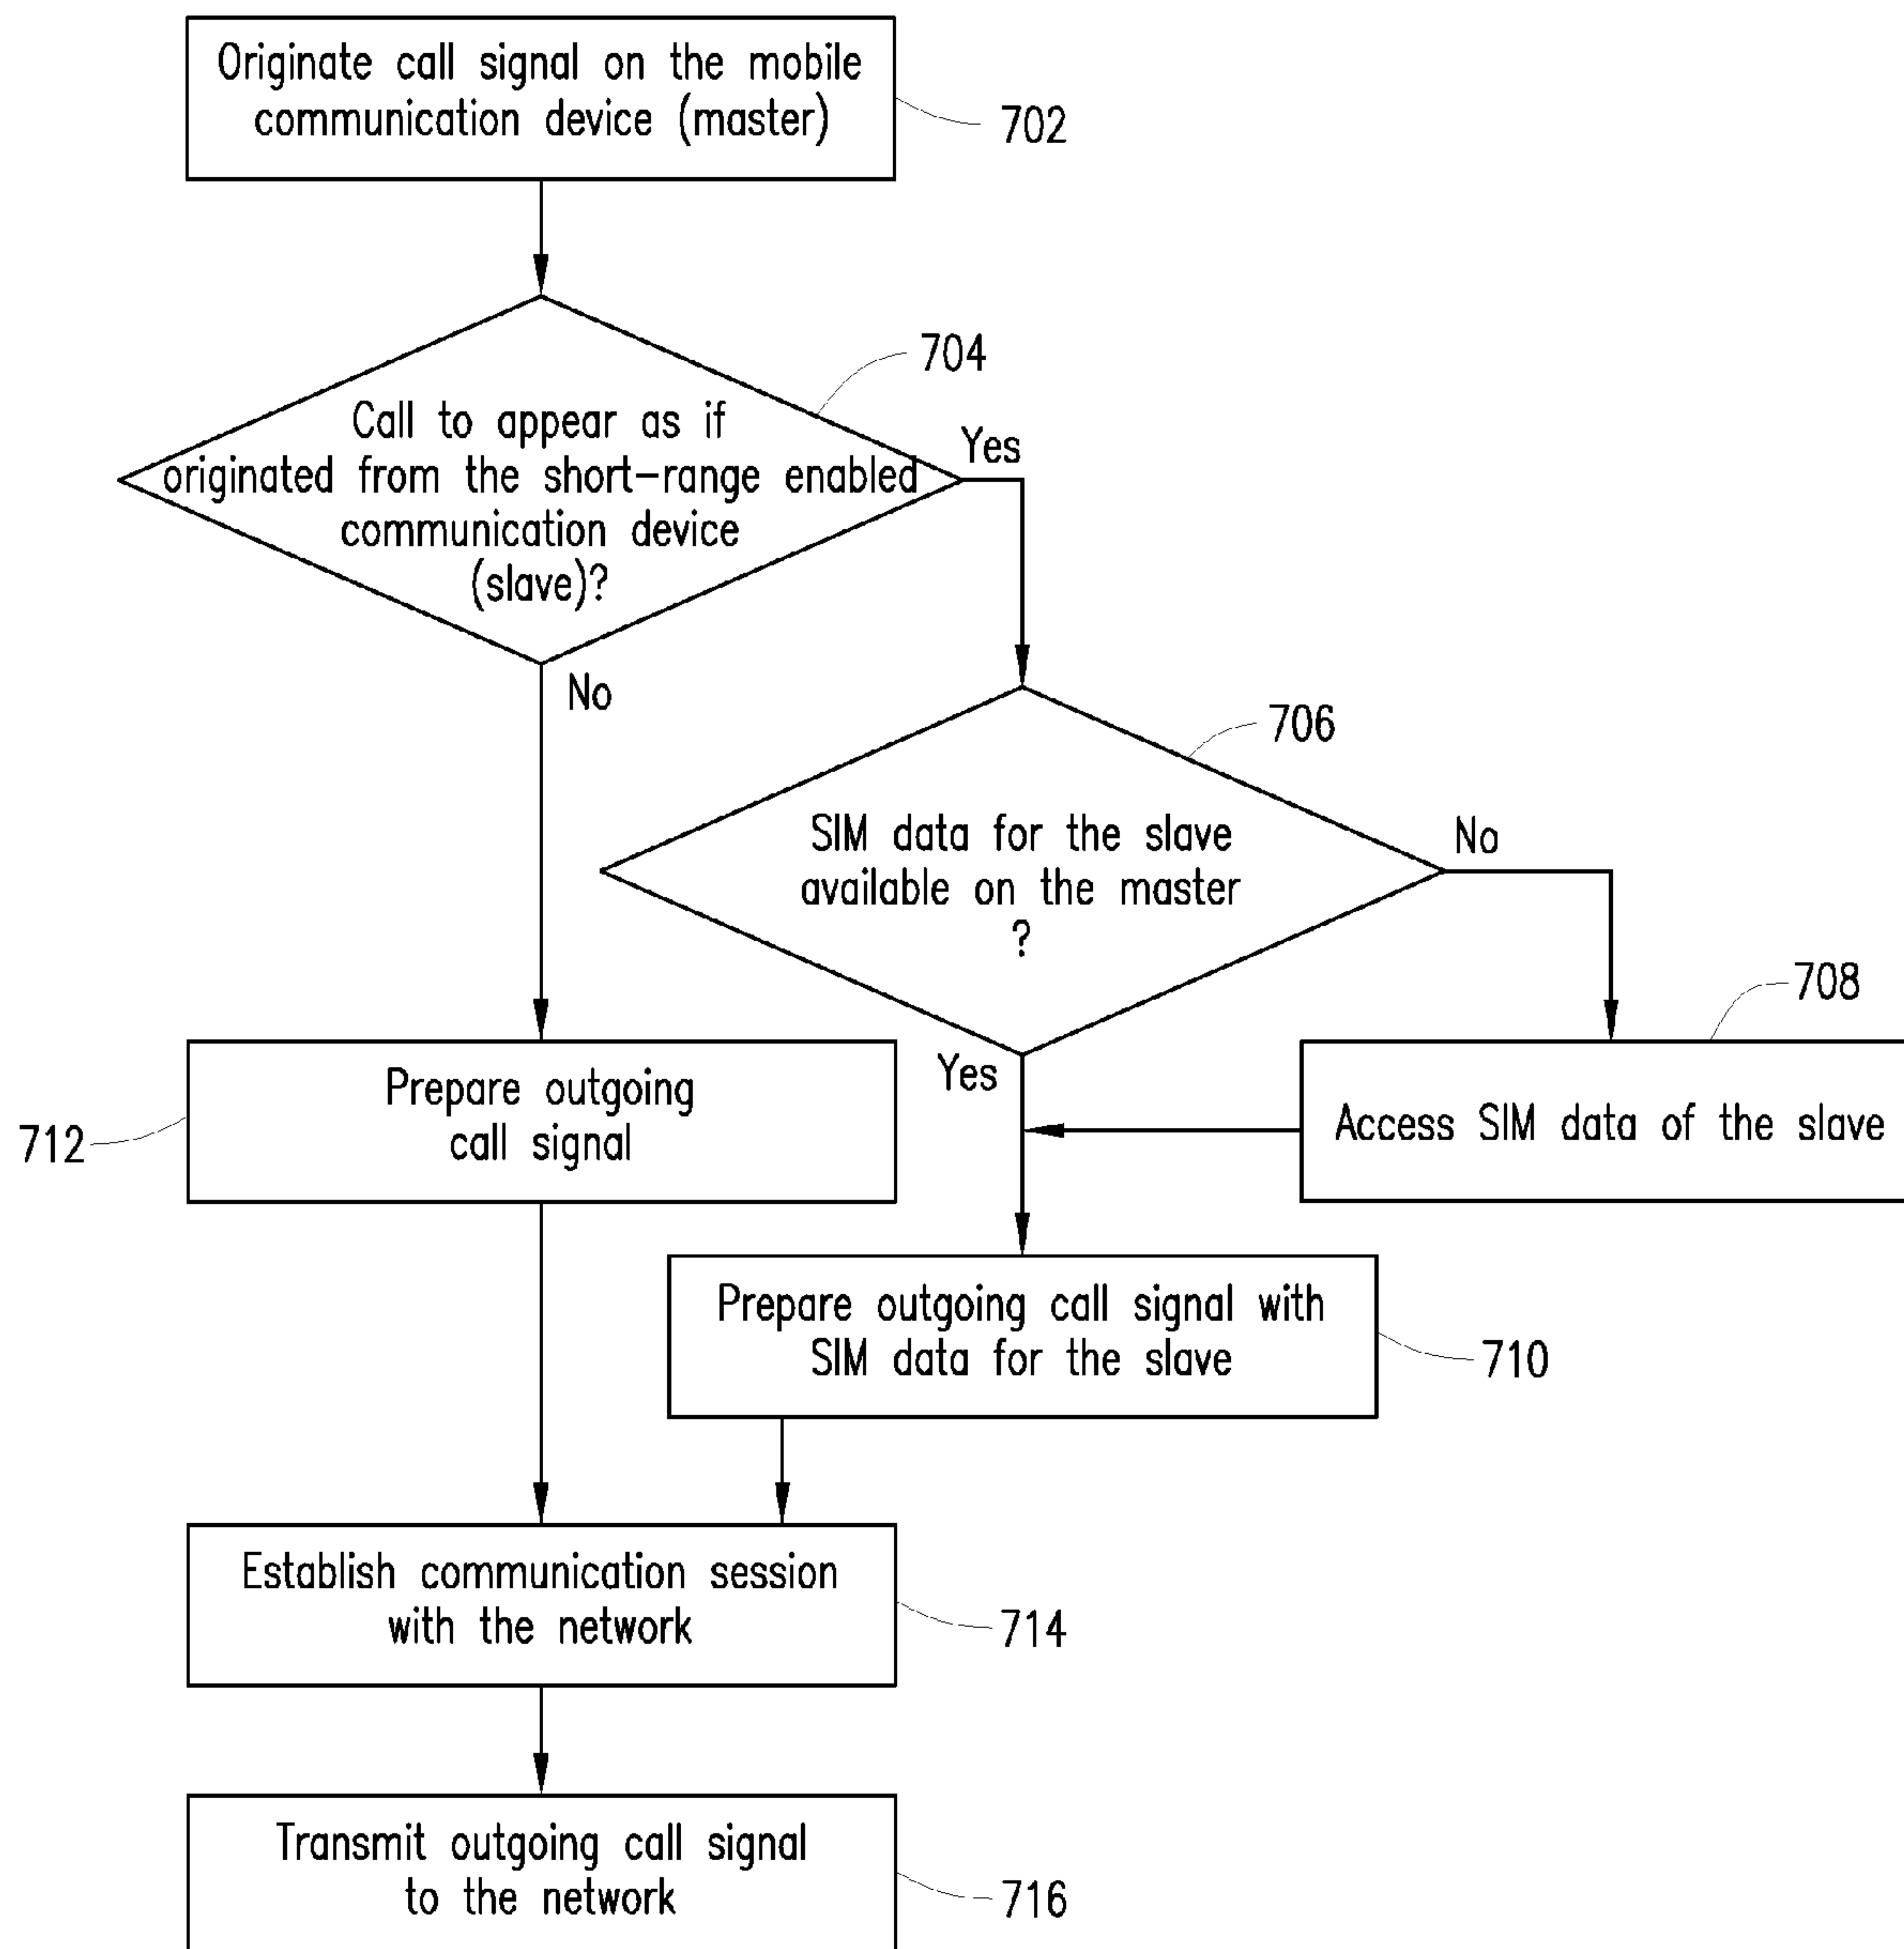 Originate call signal on the mobile
communication device (master)
702
704
Call to appear as if
originated from the short-range enabled
communication device
(slave)?
Yes
No
706
SIM data for the slave
available on the master
?
No
Yes
708
Access SIM data of the slave
712
Prepare outgoing
call signal
Prepare outgoing call signal with
SIM data for the slave
710
Establish communication session
with the network
714
Transmit outgoing call signal
to the network
716